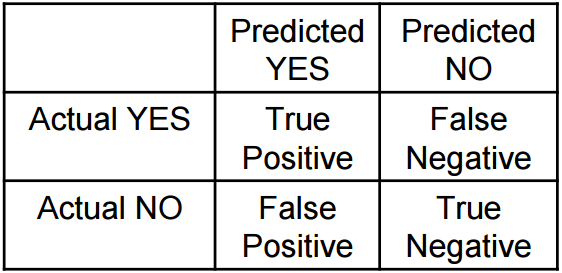 Predicted YES
Predicted NO
Actual YES
True Positive
False Negative
Actual NO
False Positive
True Negative